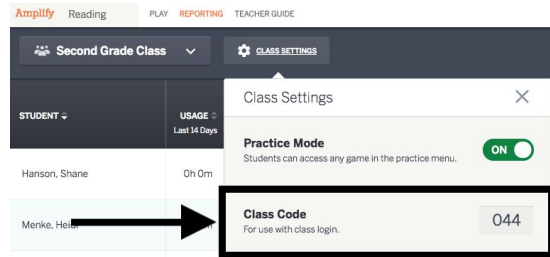 Amplify Reading PLAY REPORTING TEACHER GUIDE
Second Grade Class CLASS SETTINGS
Class Settings
STUDENT USAGE
Last 14 Days
Practice Mode
Students can access any game in the practice menu.
ON
Hanson, Shane 0h 0m
Class Code
For use with class login.
044
Menke,